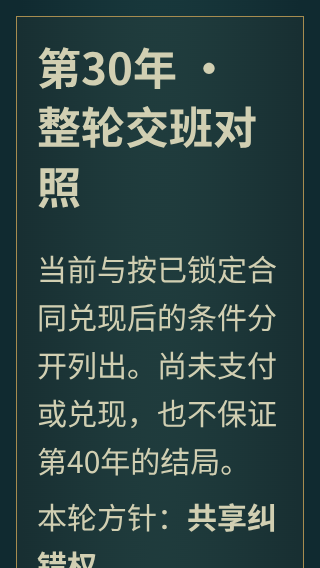 第30年 ·
整轮交班对
照
当前与按已锁定合
同兑现后的条件分
开列出。尚未支付
或兑现，也不保证
第40年的结局。
本轮方针：共享纠
错权